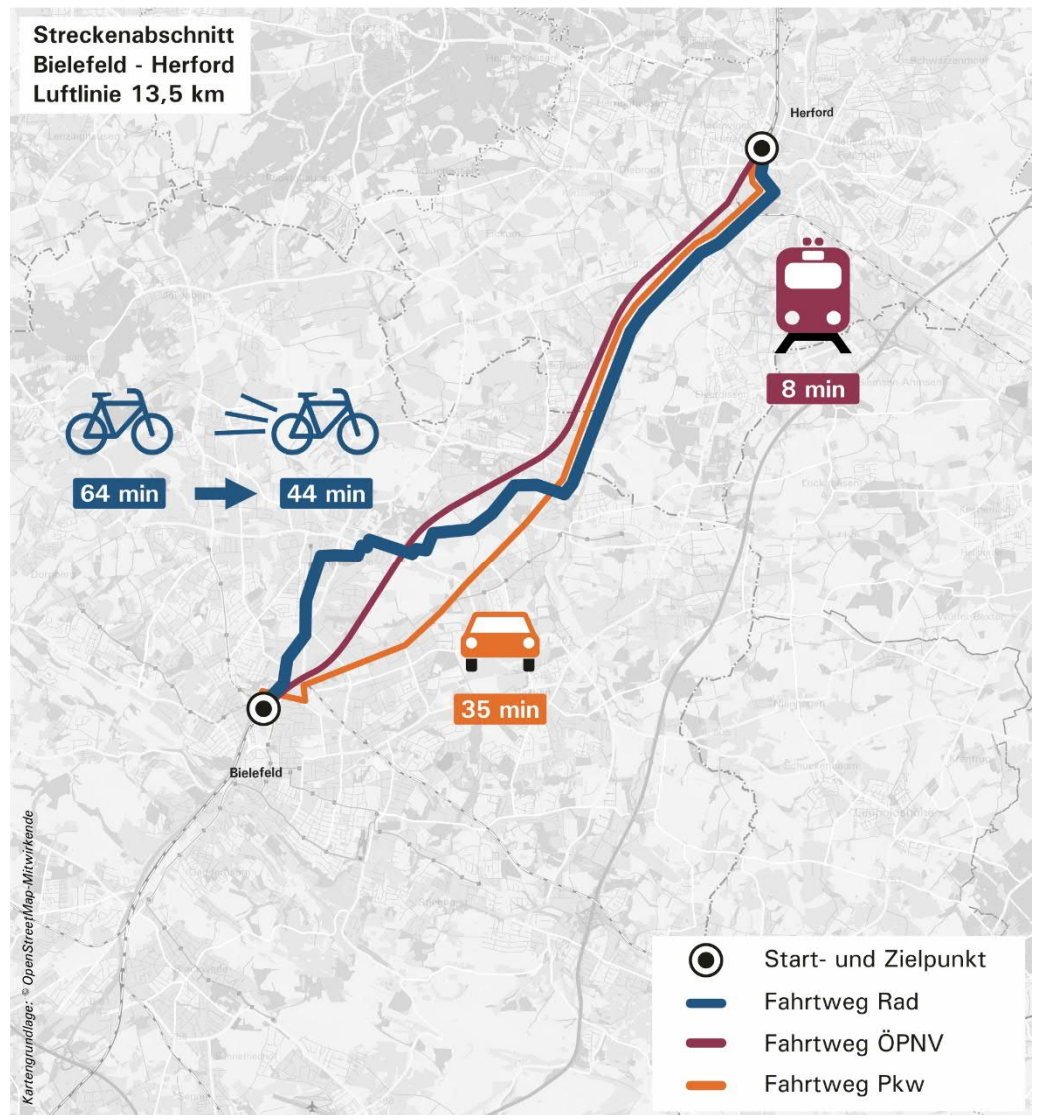 Streckenabschnitt
Bielefeld - Herford
Luftlinie 13,5 km
Herford
8 min
64 min
44 min
35 min
Bielefeld
Kartengrundlage: © OpenStreetMap-Mitwirkende
Start- und Zielpunkt
Fahrtweg Rad
Fahrtweg ÖPNV
Fahrtweg Pkw